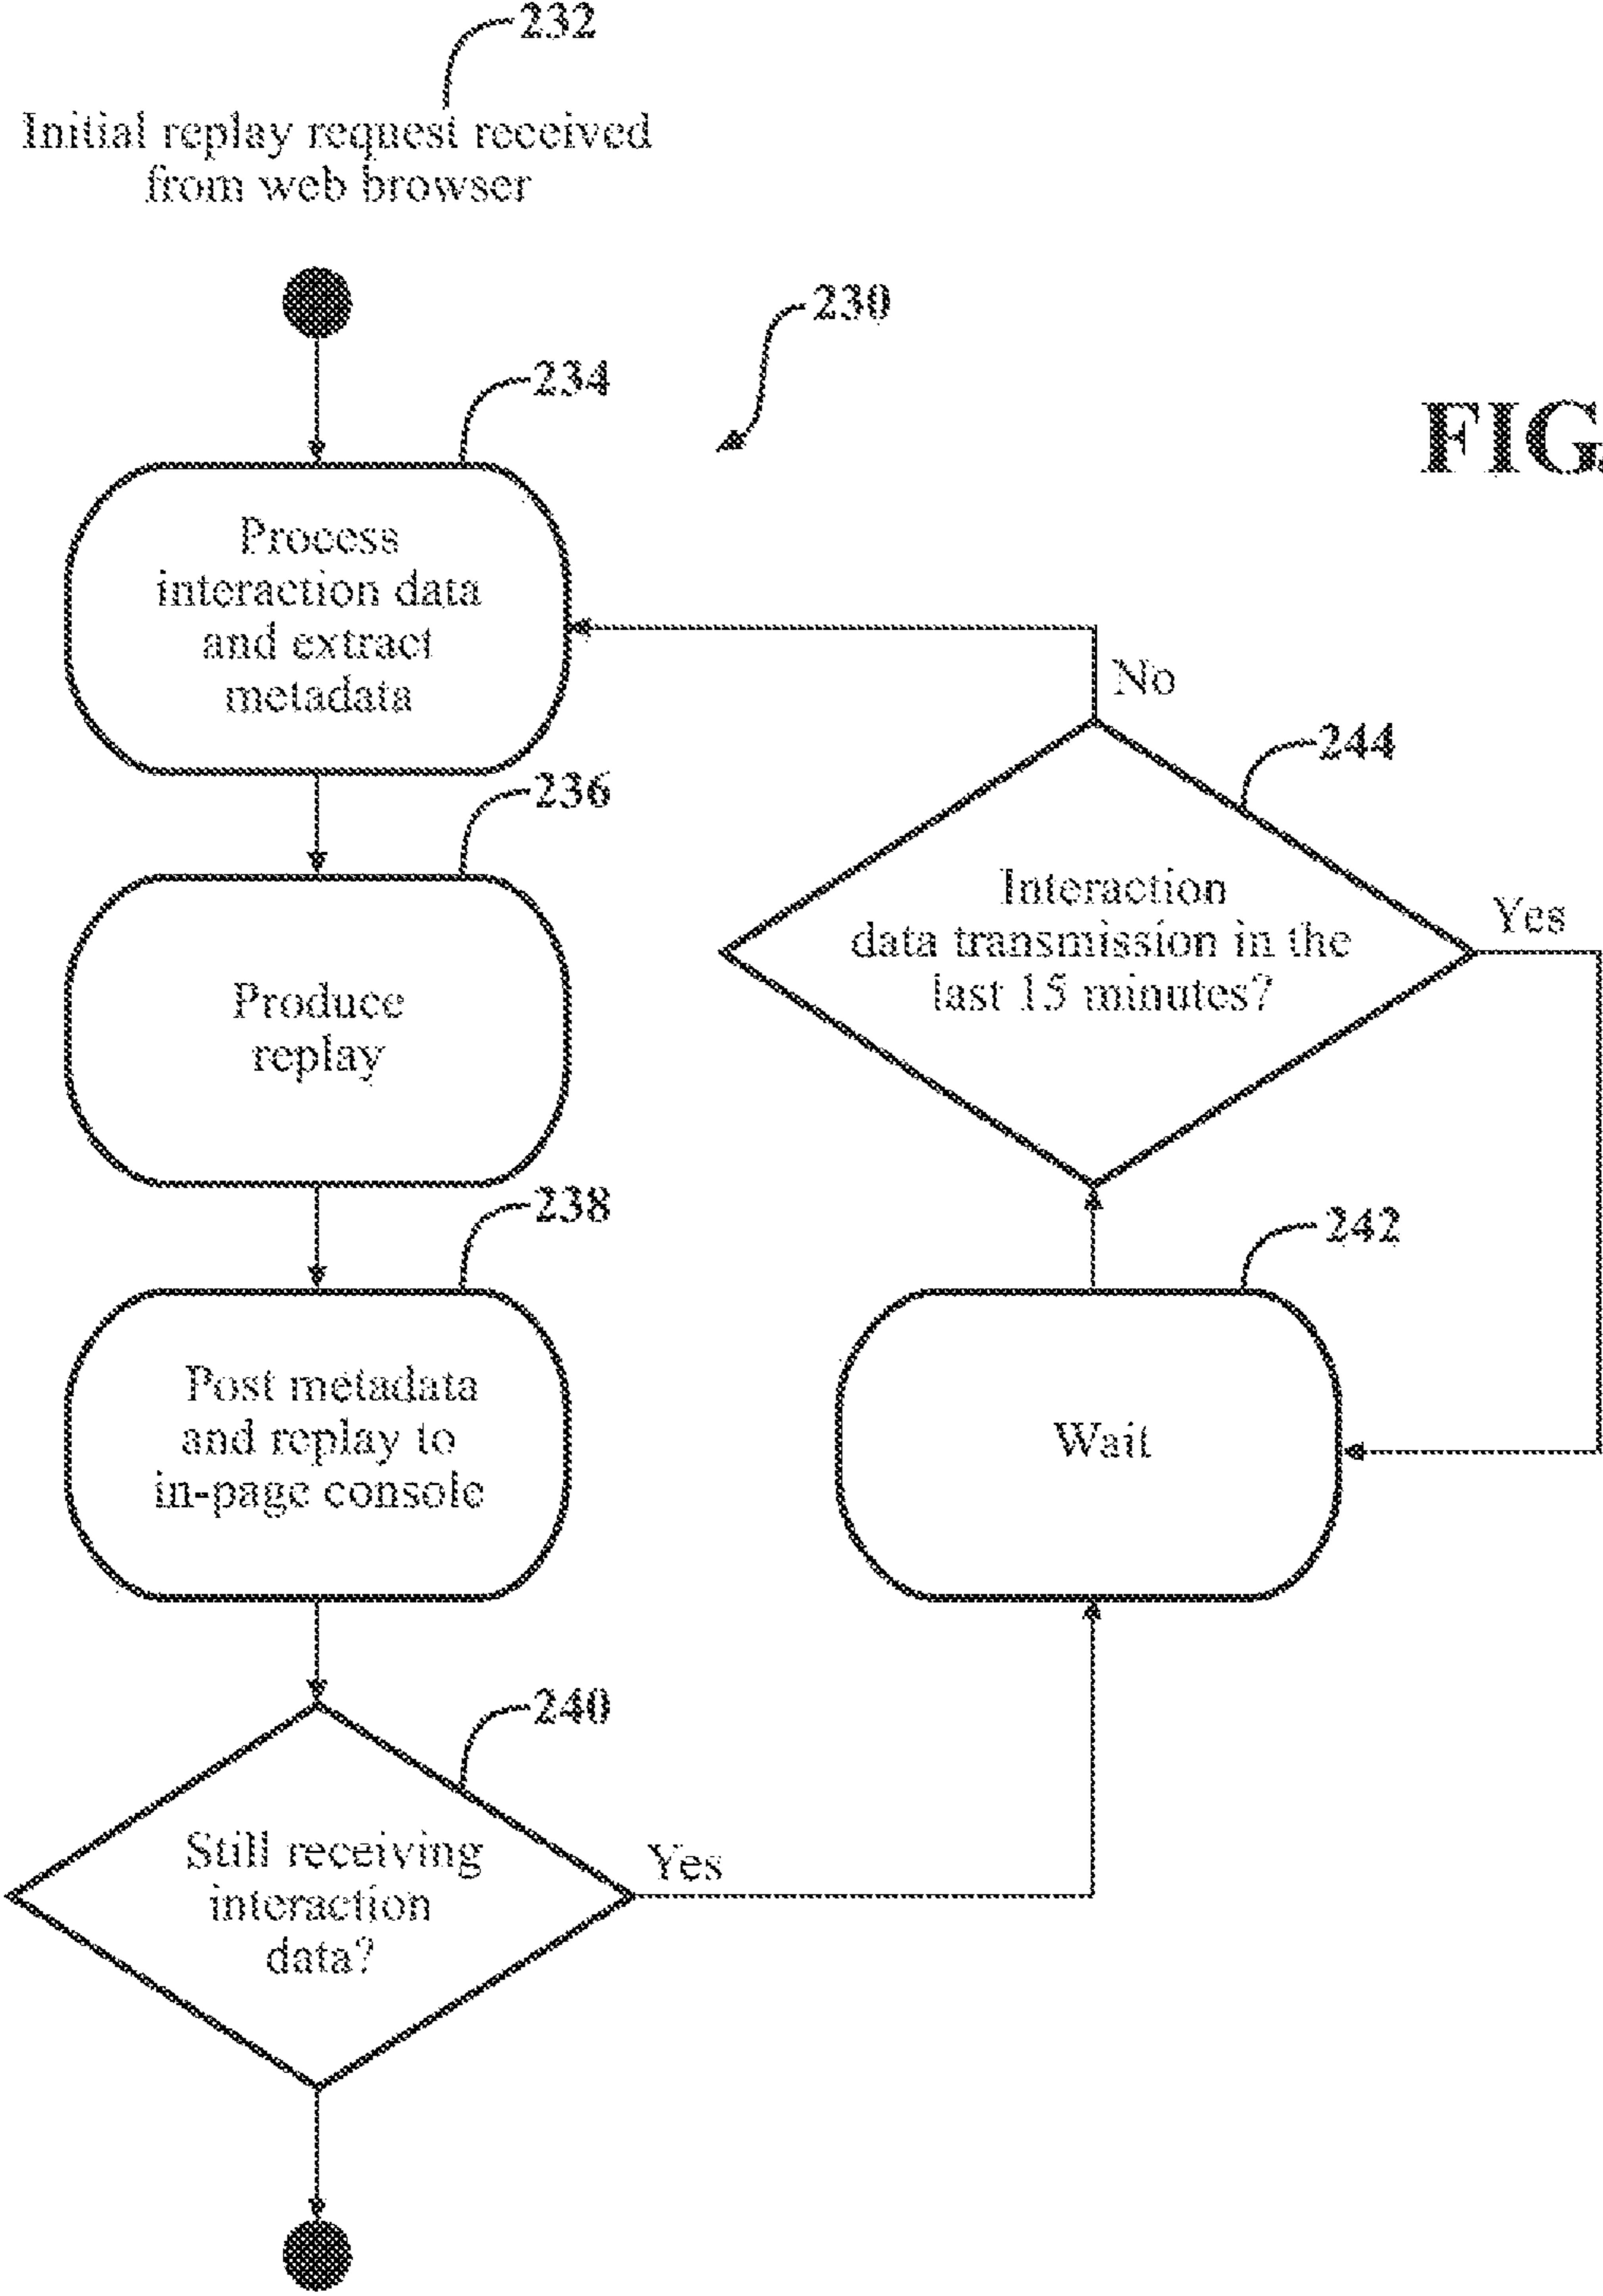 232
Initial replay request received
from web browser
230
234
FIG
Process
interaction data
and extract
metadata
No
244
236
Interaction
data transmission in the
last 15 minutes?
Yes
Produce
replay
238
242
Post metadata
and replay to
in-page console
Wait
240
Still receiving
interaction
data?
Yes